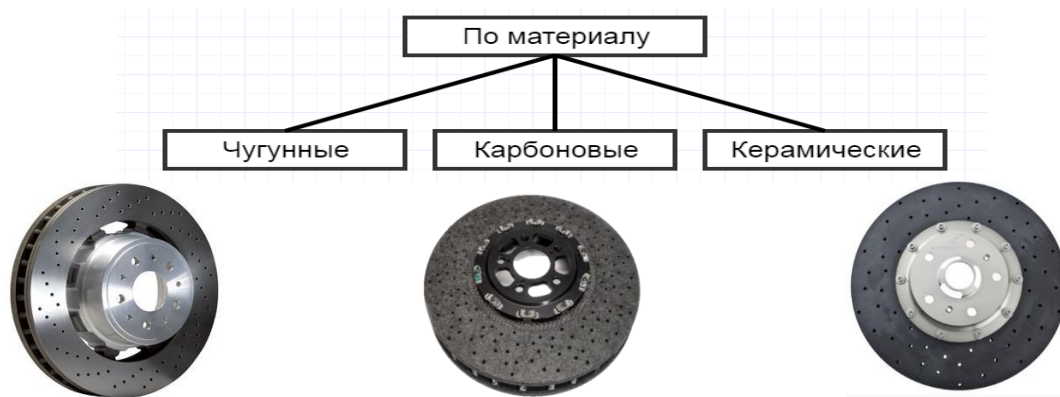 По материалу
Чугунные
Карбоновые
Керамические